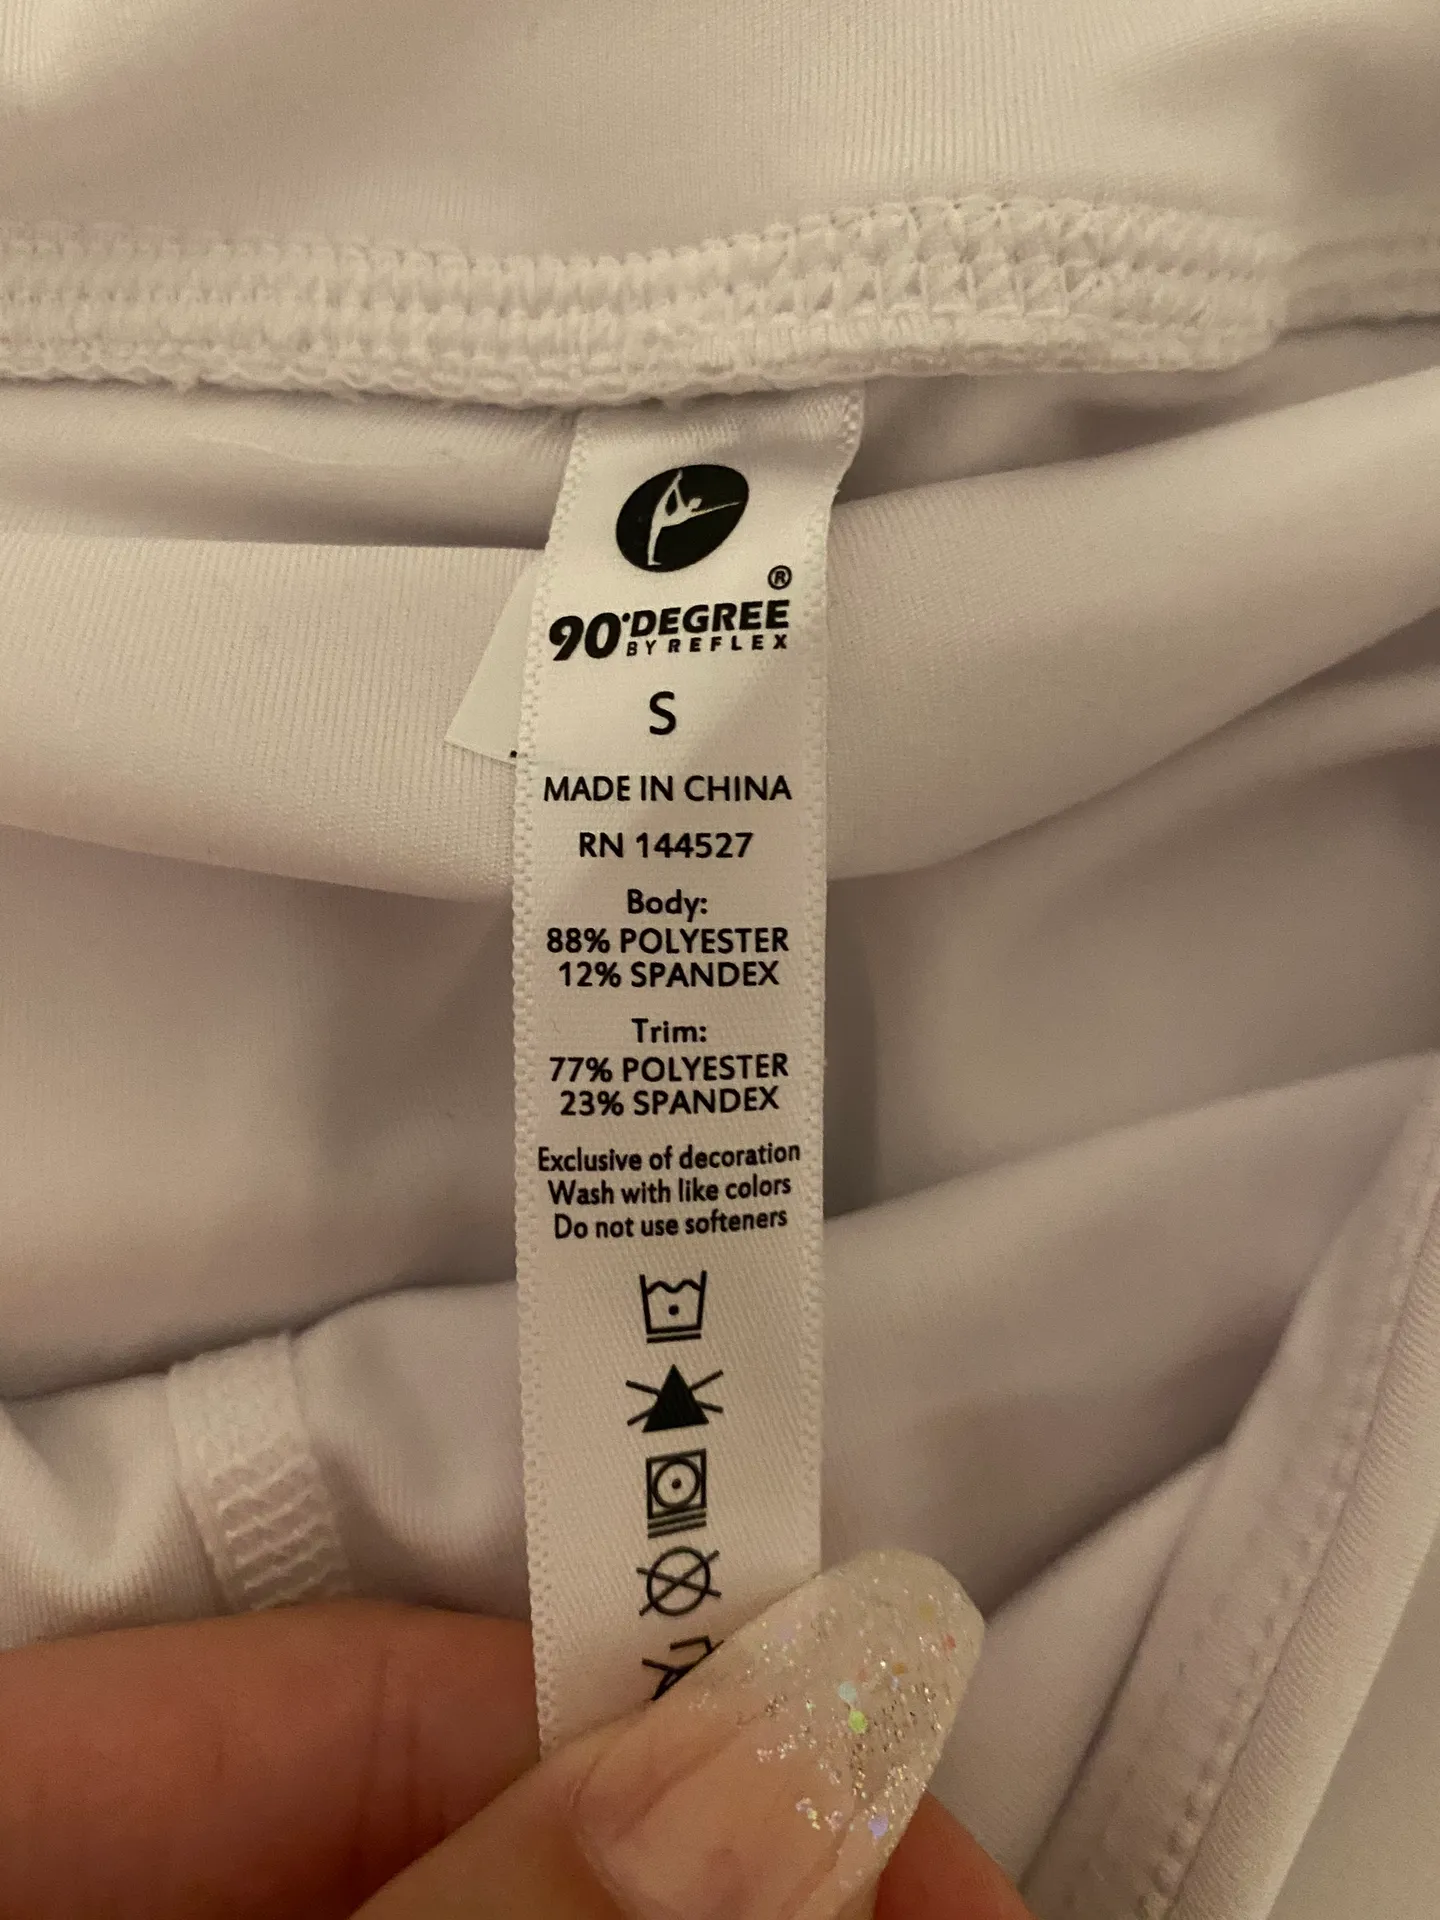 ®
90°DEGREE
BY REFLEX
S
MADE IN CHINA
RN 144527
Body:
88% POLYESTER
12% SPANDEX
Trim:
77% POLYESTER
23% SPANDEX
Exclusive of decoration
Wash with like colors
Do not use softeners